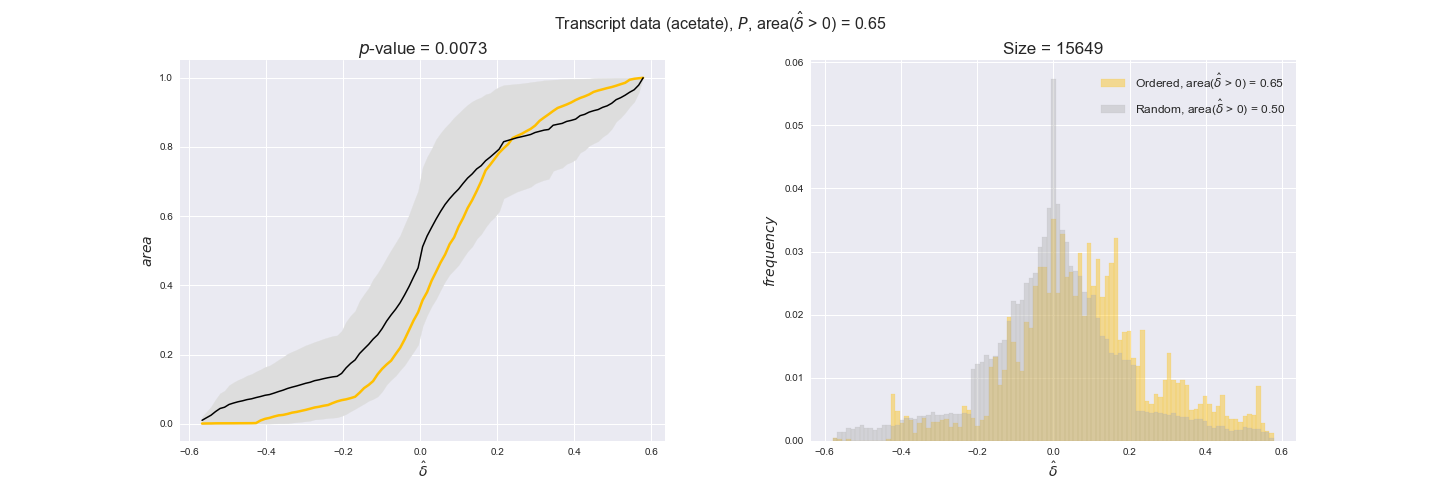 Transcript data (acetate), P, area(δ̂ > 0) = 0.65
p-value = 0.0073
1.0
0.8
0.6
0.4
0.2
0.0
area
−0.6 −0.4 −0.2 0.0 0.2 0.4 0.6
δ̂
Size = 15649
Ordered, area(δ̂ > 0) = 0.65
Random, area(δ̂ > 0) = 0.50
0.06
0.05
0.04
0.03
0.02
0.01
0.00
frequency
−0.6 −0.4 −0.2 0.0 0.2 0.4 0.6
δ̂